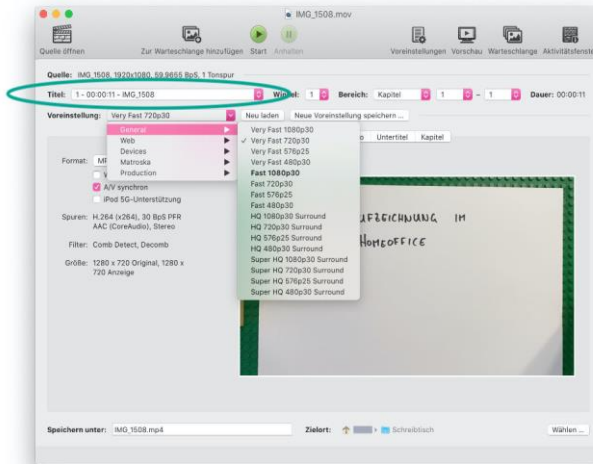 IMG_1508.mov
Quelle öffnen
Zur Warteschlange hinzufügen
Start
Anhalten
Voreinstellungen
Vorschau
Warteschlange
Aktivitätsfenste
Quelle: IMG_1508, 1920x1080, 59.9655 BpS, 1 Tonspur
Titel: 1 - 00:00:11 - IMG_1508
Bereich: Kapitel 1 - 1 Dauer: 00:00:11
Voreinstellung: Very Fast 720p30 Neu laden Neue Voreinstellung speichern ...
General
Web
Devices
Matroska
Production
Very Fast 1080p30
✓ Very Fast 720p30
Very Fast 576p25
Very Fast 480p30
Fast 1080p30
Fast 720p30
Fast 576p25
Fast 480p30
HQ 1080p30 Surround
HQ 720p30 Surround
HQ 576p25 Surround
HQ 480p30 Surround
Super HQ 1080p30 Surround
Super HQ 720p30 Surround
Super HQ 576p25 Surround
Super HQ 480p30 Surround
Untertitel Kapitel
Format:
A/V synchron
iPod 5G-Unterstützung
Spuren: H.264 (x264), 30 BpS PFR
AAC (CoreAudio), Stereo
Filter: Comb Detect, Decomb
Größe: 1280 x 720 Original, 1280 x
720 Anzeige
UFZEICHNUNG IM
HOMEOFFICE
Speichern unter: IMG_1508.mp4
Zielort: Schreibtisch
Wählen ...